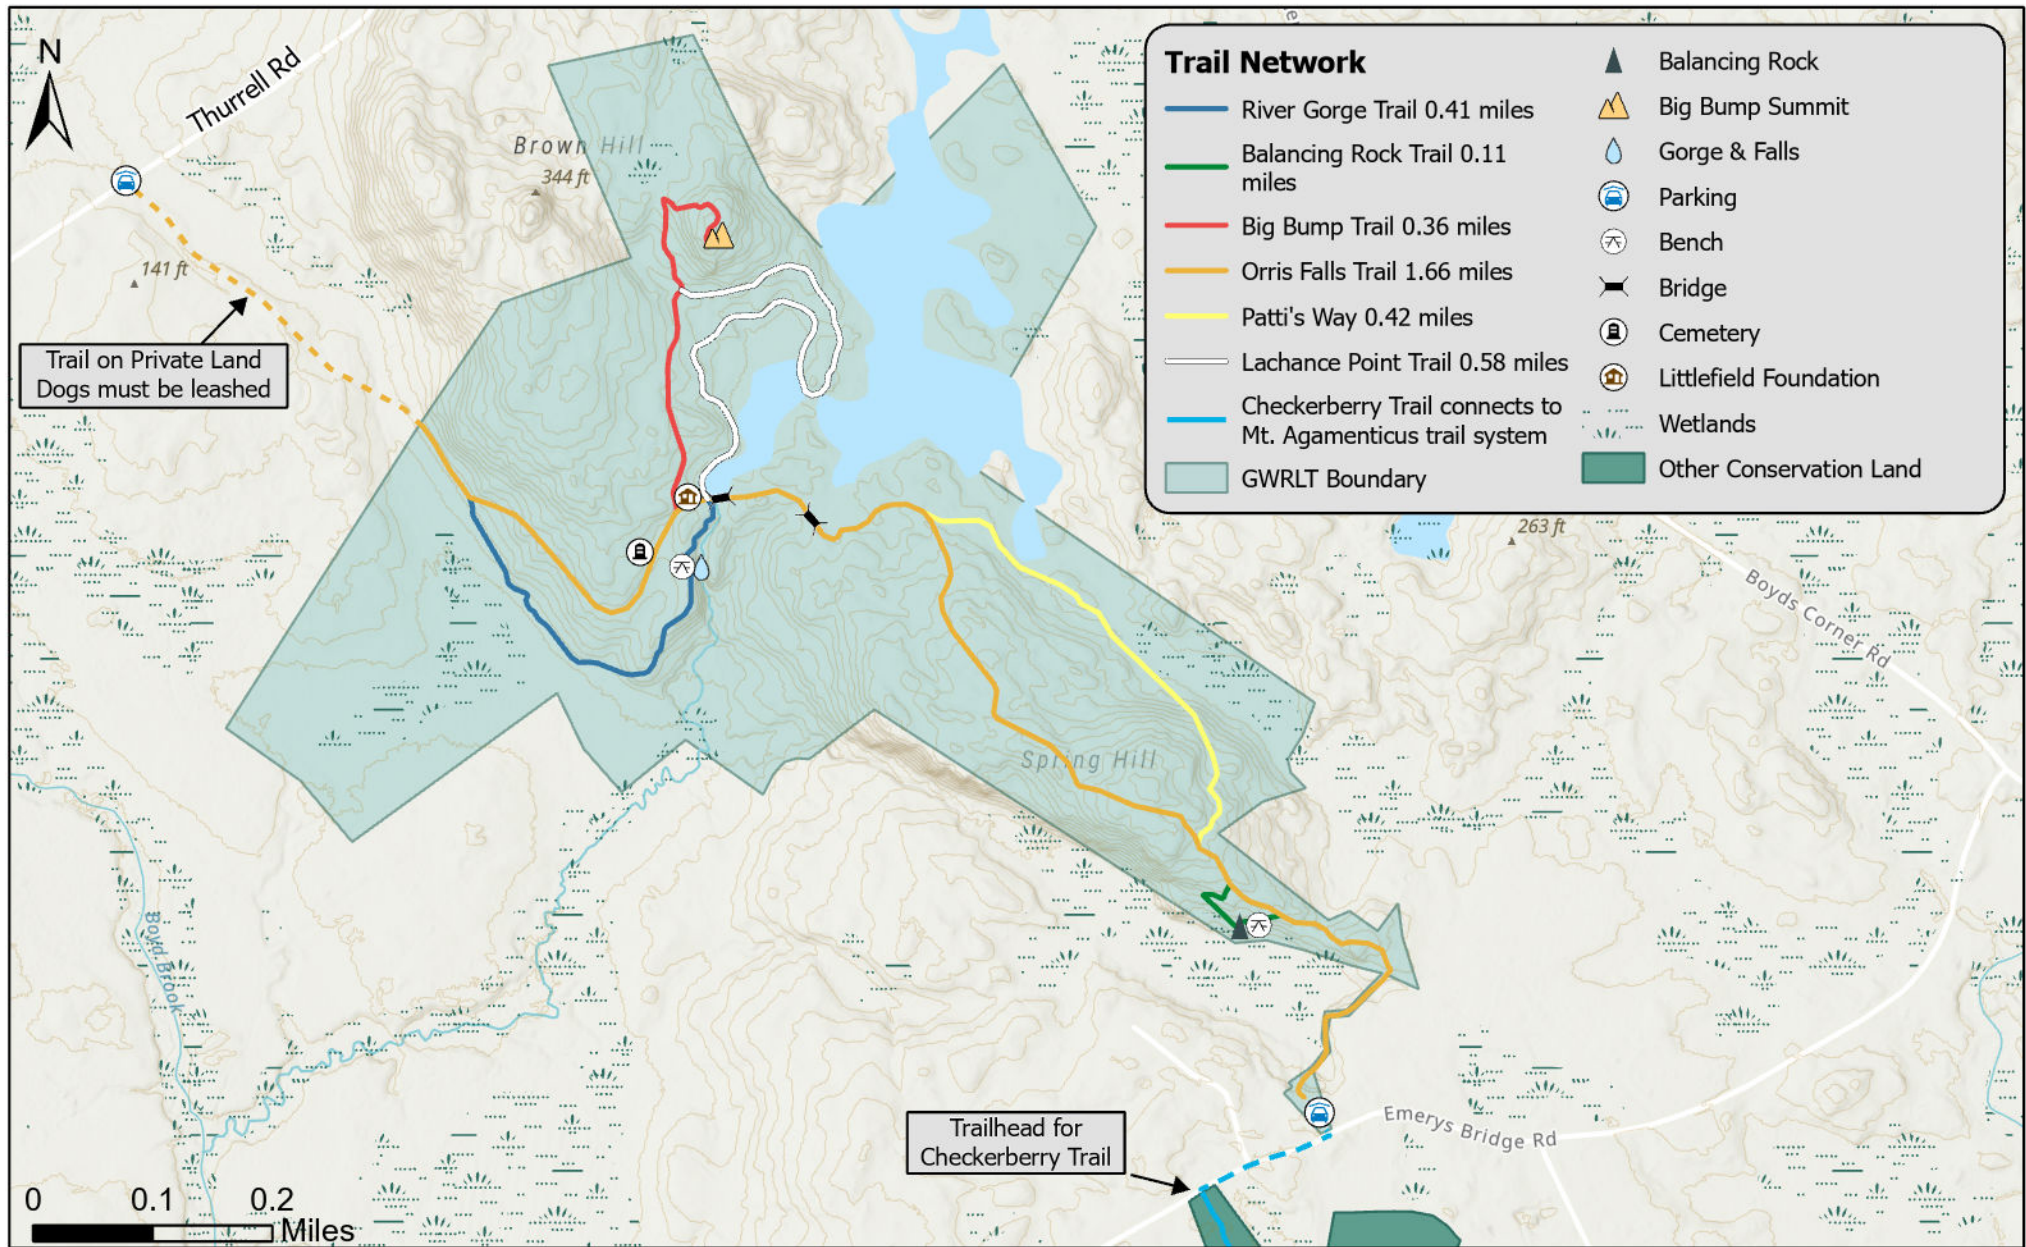 N
Thurrell Rd
Brown Hill
344 ft
141 ft
Trail on Private Land
Dogs must be leashed
Trail Network
River Gorge Trail 0.41 miles
Balancing Rock Trail 0.11
miles
Big Bump Trail 0.36 miles
Orris Falls Trail 1.66 miles
Patti's Way 0.42 miles
Lachance Point Trail 0.58 miles
Checkerberry Trail connects to
Mt. Agamenticus trail system
GWRLT Boundary
Balancing Rock
Big Bump Summit
Gorge & Falls
Parking
Bench
Bridge
Cemetery
Littlefield Foundation
Wetlands
Other Conservation Land
263 ft
Boyds Corner Rd
Spring Hill
Boyd Brook
Emerys Bridge Rd
Trailhead for
Checkerberry Trail
0 0.1 0.2
Miles